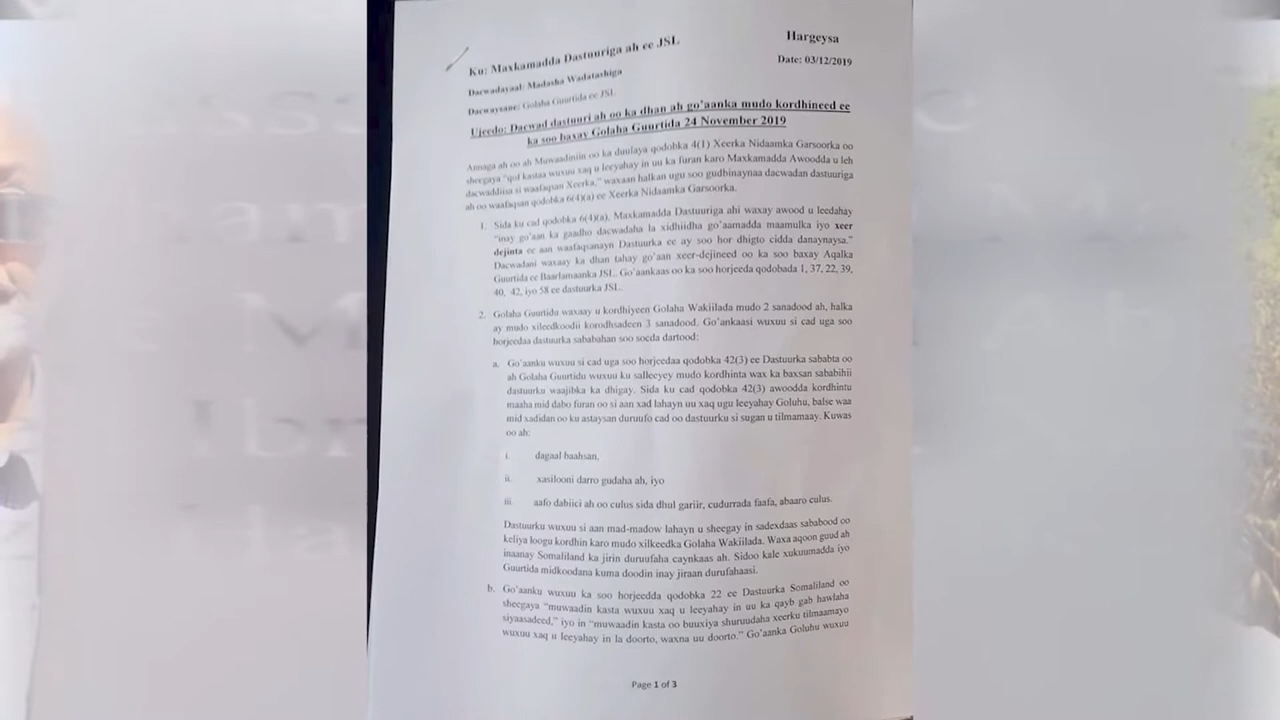 Hargeysa
Date: 03/12/2019
Ku: Maxkamadda Dastuuriga ah ee JSL
Dacwadayaal: Madasha Wadatashiga
Dacwaysane: Golaha Guurtida ee JSL
Ujeedo: Dacwad dastuuri ah oo ka dhan ah go'aanka mudo kordhineed ee
ka soo baxay Golaha Guurtida 24 November 2019
Annaga ah oo ah Muwaadiniin oo ka duulaya qodobka 4(1) Xeerka Nidaamka Garsoorka oo
sheegaya "qof kastaa wuxuu xaq u leeyahay in uu ka furan karo Maxkamadda Awoodda u leh
dacwaddiisa si waafaqsan Xeerka," waxaan halkan ugu soo gudbinaynaa dacwadan dastuuriga
ah oo waafaqsan qodobka 6(4)(a) ee Xeerka Nidaamka Garsoorka.
1. Sida ku cad qodobka 6(4)(a), Maxkamadda Dastuuriga ahi waxay awood u leedahay
"inay go'aan ka gaadho dacwadaha la xidhiidha go'aamadda maamulka iyo xeer
dejinta ee aan waafaqsanayn Dastuurka ee ay soo hor dhigto cidda danaynaysa."
Dacwadani waxaay ka dhan tahay go'aan xeer-dejineed oo ka soo baxay Aqalka
Guurtida ee Baarlamaanka JSL. Go'aankaas oo ka soo horjeeda qodobada 1, 37, 22, 39,
40, 42, iyo 58 ee dastuurka JSL.
2. Golaha Guurtidu waxaay u kordhiyeen Golaha Wakiilada mudo 2 sanadood ah, halka
ay mudo xileedkoodii korodhsadeen 3 sanadood. Go'ankaasi wuxuu si cad uga soo
horjeedaa dastuurka sababahan soo socda dartood:
a. Go'aanku wuxuu si cad uga soo horjeedaa qodobka 42(3) ee Dastuurka sababta oo
ah Golaha Guurtidu wuxuu ku salleeyey mudo kordhinta wax ka baxsan sababihii
dastuurku waajibka ka dhigay. Sida ku cad qodobka 42(3) awoodda kordhintu
maaha mid dabo furan oo si aan xad lahayn uu xaq ugu leeyahay Goluhu, balse waa
mid xadidan oo ku astaysan duruufo cad oo dastuurku si sugan u tilmamaay. Kuwas
oo ah:
i. dagaal baahsan,
ii. xasilooni darro gudaha ah, iyo
iii. aafo dabiici ah oo culus sida dhul gariir, cudurrada faafa, abaaro culus.
Dastuurku wuxuu si aan mad-madow lahayn u sheegay in sadexdaas sababood oo
keliya loogu kordhin karo mudo xilkeedka Golaha Wakiilada. Waxa aqoon guud ah
inaanay Somaliland ka jirin duruufaha caynkaas ah. Sidoo kale xukuumadda iyo
Guurtida midkoodana kuma doodin inay jiraan durufahaasi.
b. Go'aanku wuxuu ka soo horjeedda qodobka 22 ee Dastuurka Somaliland oo
sheegaya "muwaadin kasta wuxuu xaq u leeyahay in uu ka qayb gab hawlaha
siyaasadeed," iyo in "muwaadin kasta oo buuxiya shuruudaha xeerku tilmaamayo
wuxuu xaq u leeyahay in la doorto, waxna uu doorto." Go'aanka Goluhu wuxuu
Page 1 of 3